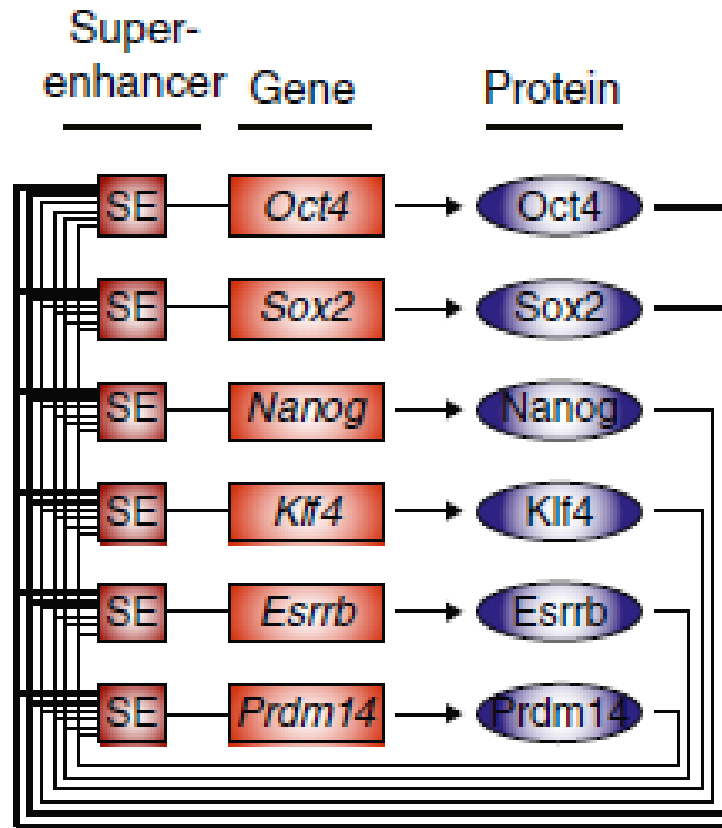 Super-
enhancer Gene Protein
SE Oct4 Oct4
SE Sox2 Sox2
SE Nanog Nanog
SE Klf4 Klf4
SE Esrrb Esrrb
SE Prdm14 Prdm14